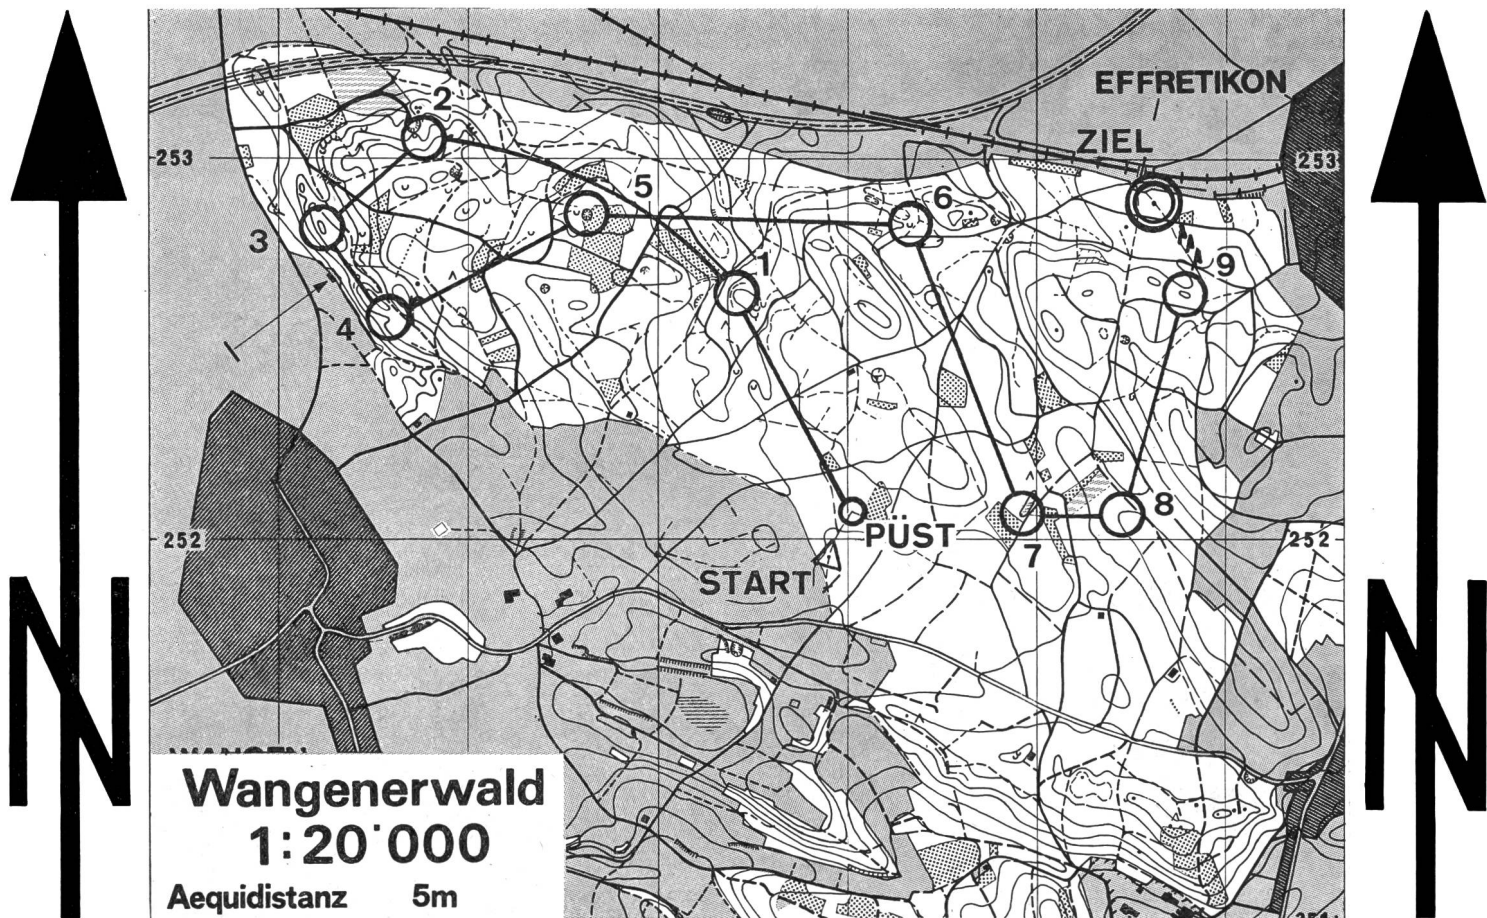 EFFRETIKON
2
ZIEL
253
253
5
6
3
9
1
4
8
PÜST
252
252
7
START
N
N
Wangenerwald
1:20'000
Aequidistanz 5m